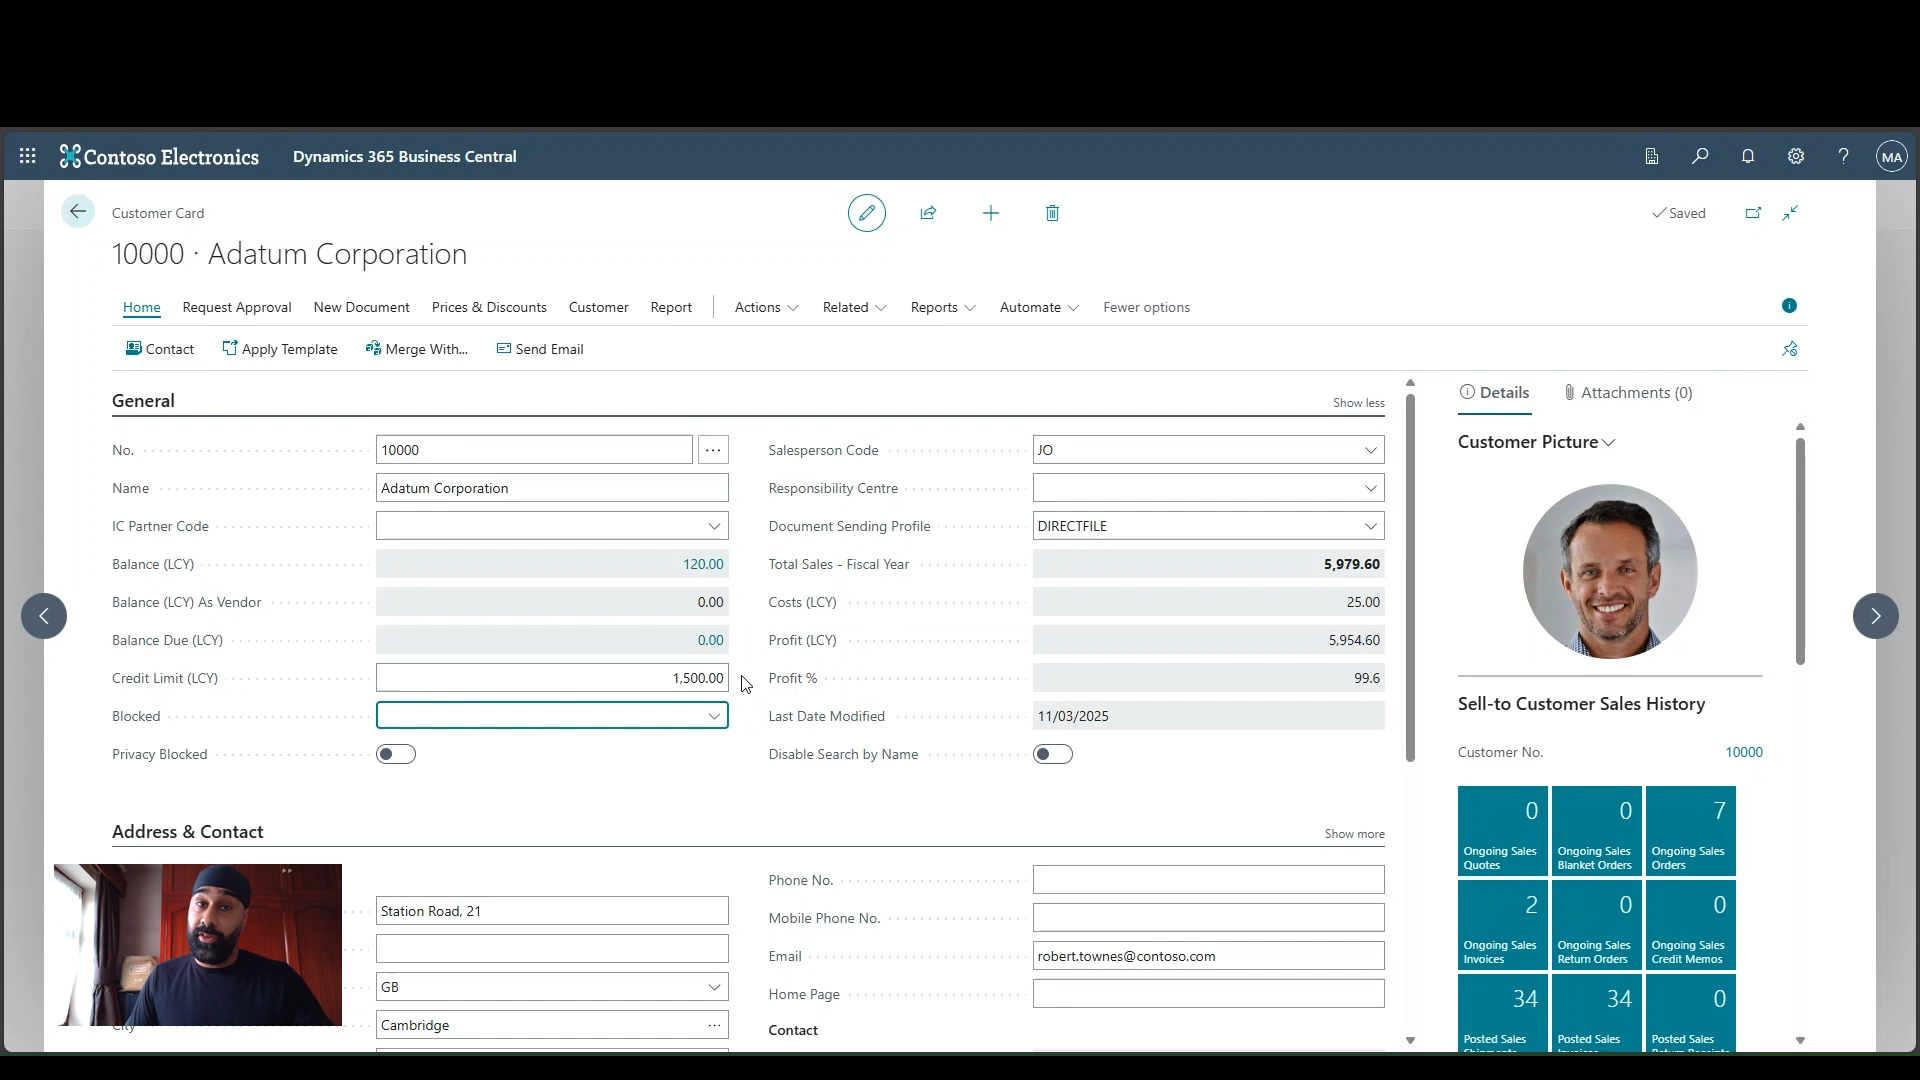 Contoso Electronics Dynamics 365 Business Central MA
Customer Card Saved
10000 · Adatum Corporation
Home Request Approval New Document Prices & Discounts Customer Report Actions Related Reports Automate Fewer options
Contact Apply Template Merge With... Send Email
General Show less
No. 10000 ...
Name Adatum Corporation
IC Partner Code
Balance (LCY) 120.00
Balance (LCY) As Vendor 0.00
Balance Due (LCY) 0.00
Credit Limit (LCY) 1,500.00
Blocked
Privacy Blocked
Salesperson Code JO
Responsibility Centre
Document Sending Profile DIRECTFILE
Total Sales - Fiscal Year 5,979.60
Costs (LCY) 25.00
Profit (LCY) 5,954.60
Profit % 99.6
Last Date Modified 11/03/2025
Disable Search by Name
Address & Contact Show more
Station Road, 21
GB
City Cambridge ...
Phone No.
Mobile Phone No.
Email robert.townes@contoso.com
Home Page
Contact
Details Attachments (0)
Customer Picture
Sell-to Customer Sales History
Customer No. 10000
0 Ongoing Sales Quotes
0 Ongoing Sales Blanket Orders
7 Ongoing Sales Orders
2 Ongoing Sales Invoices
0 Ongoing Sales Return Orders
0 Ongoing Sales Credit Memos
34 Posted Sales Shipments
34 Posted Sales Invoices
0 Posted Sales Return Receipts